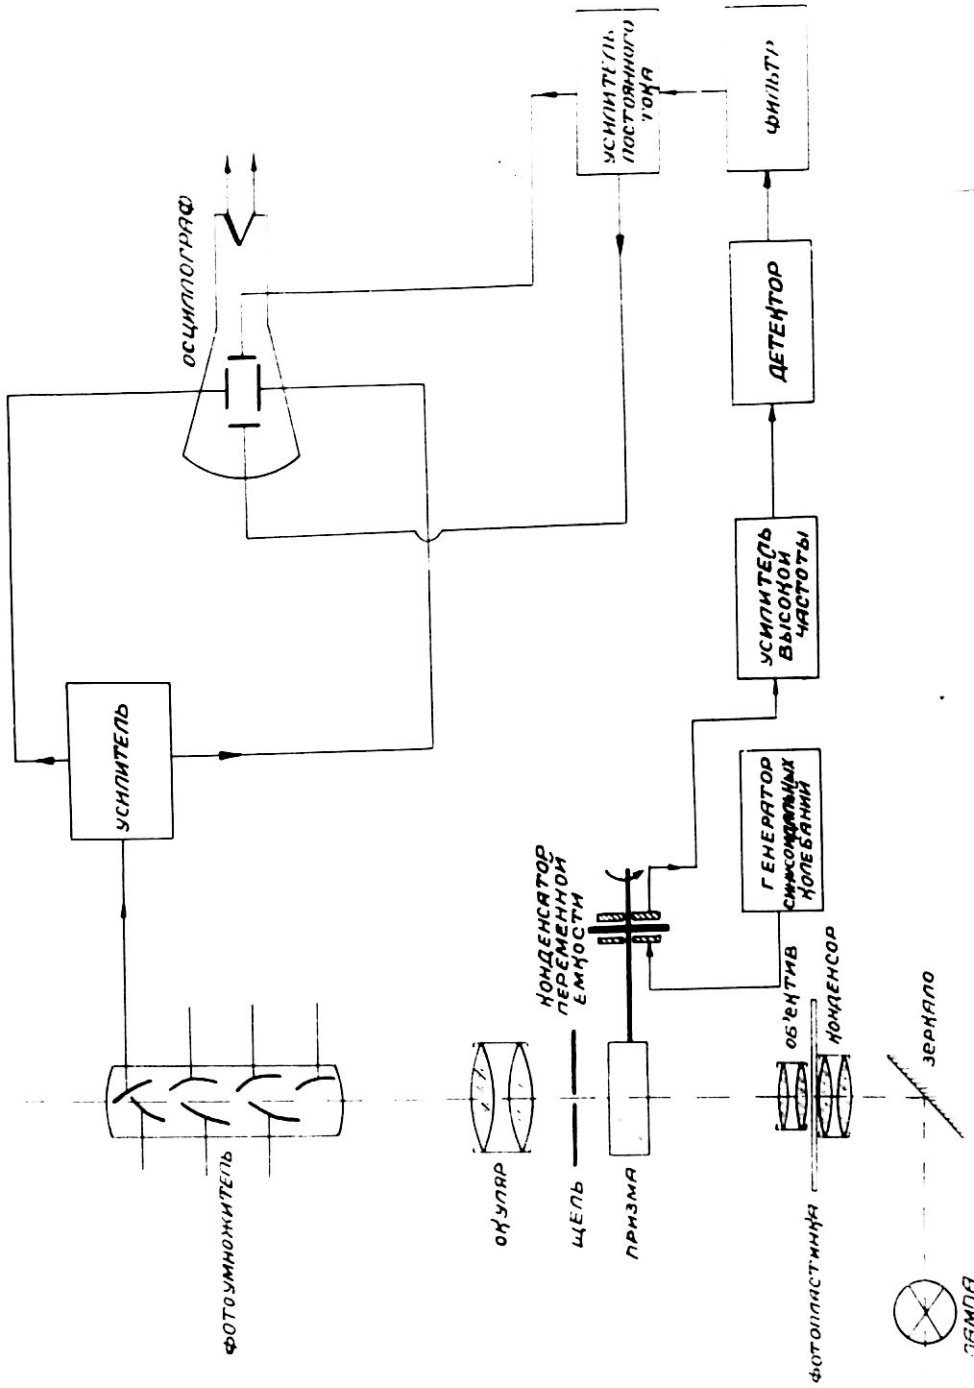 ОСЦИЛЛОГРАФ
УСИЛИТЕЛЬ
ПОСТОЯННОГО
ТОКА
ФИЛЬТР
ДЕТЕКТОР
УСИЛИТЕЛЬ
ВЫСОКОЙ
ЧАСТОТЫ
УСИЛИТЕЛЬ
ГЕНЕРАТОР
СИНУСОИДАЛЬНЫХ
КОЛЕБАНИЙ
КОНДЕНСАТОР
ПЕРЕМЕННОЙ
ЕМКОСТИ
ФОТОУМНОЖИТЕЛЬ
ОКУЛЯР
ЩЕЛЬ
ПРИЗМА
ОБ'ЕКТИВ
ФОТОПЛАСТИНКА
КОНДЕНСОР
ЗЕРКАЛО
ЛАМПА